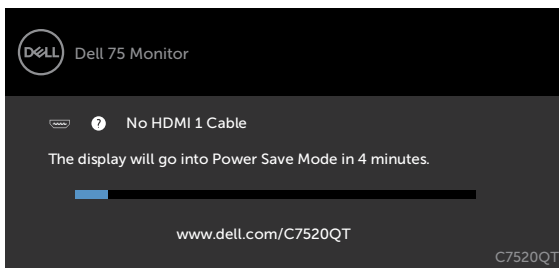 DELL Dell 75 Monitor
? No HDMI 1 Cable
The display will go into Power Save Mode in 4 minutes.
www.dell.com/C7520QT
C7520QT